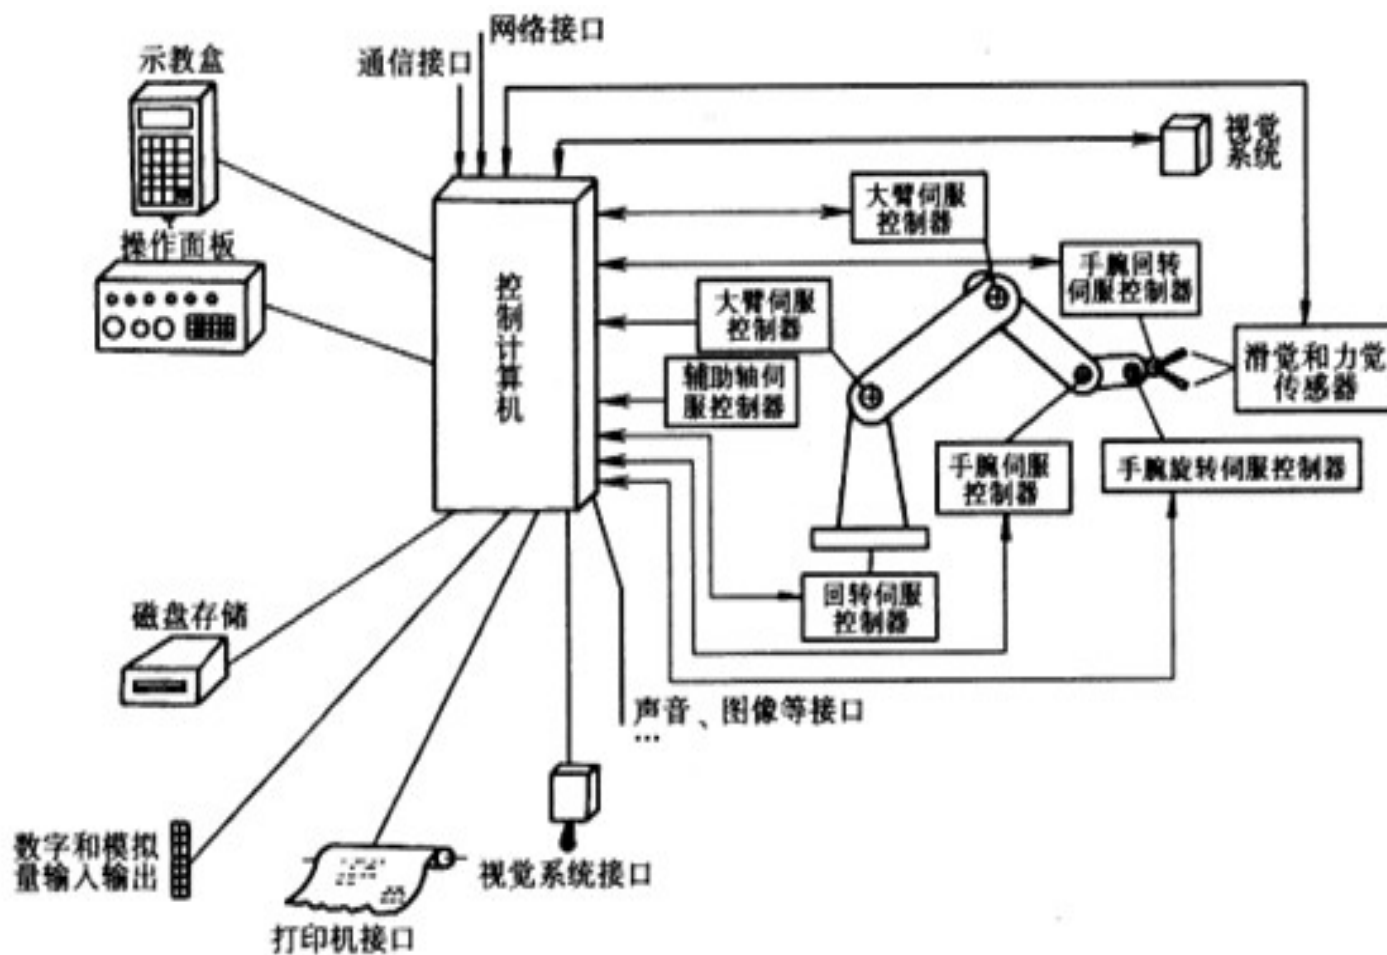 网络接口
通信接口
示教盒
视觉
系统
大臂伺服
控制器
操作面板
手腕回转
伺服控制器
大臂伺服
控制器
控制计算机
滑觉和力觉
传感器
辅助轴伺
服控制器
手腕伺服
控制器
手腕旋转伺服控制器
回转伺服
控制器
磁盘存储
声音、图像等接口
…
数字和模拟
量输入输出
视觉系统接口
打印机接口